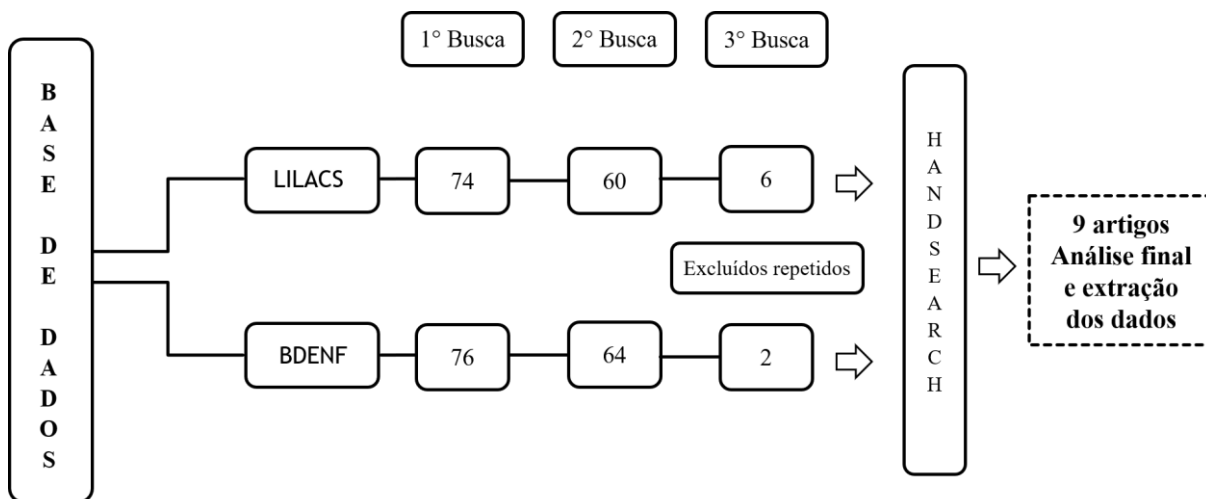 1° Busca
2° Busca
3° Busca
BASE DE DADOS
LILACS
74
60
6
Excluídos repetidos
BDENF
76
64
2
HANDSEARCH
9 artigos
Análise final
e extração
dos dados